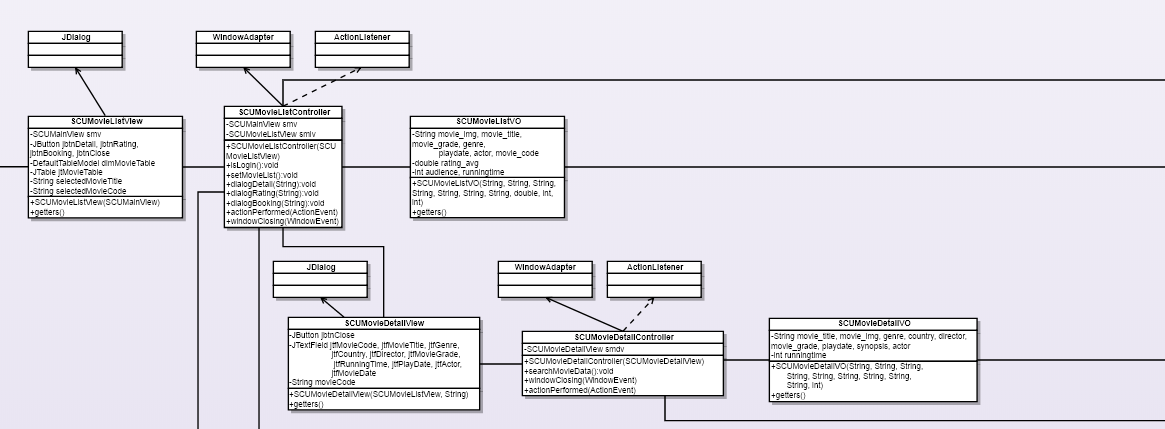 JDialog
WindowAdapter
ActionListener
SCUMovieListView
-SCUMainView smv
-JButton jbtnDetail, jbtnRating,
jbtnBooking, jbtnClose
-DefaultTableModel dtmMovieTable
-JTable jtMovieTable
-String selectedMovieTitle
-String selectedMovieCode
+SCUMovieListView(SCUMainView)
+getters()
SCUMovieListController
-SCUMainView smv
-SCUMovieListView smlv
+SCUMovieListController(SCU
MovieListView)
+isLogin():void
+setMovieList():void
+dialogDetail(String):void
+dialogRating(String):void
+dialogBooking(String):void
+actionPerformed(ActionEvent)
+windowClosing(WindowEvent)
SCUMovieListVO
-String movie_img, movie_title,
movie_grade, genre,
playdate, actor, movie_code
-double rating_avg
-int audience, runningtime
+SCUMovieListVO(String, String, String,
String, String, String, String, double, int,
int)
+getters()
JDialog
WindowAdapter
ActionListener
SCUMovieDetailView
-JButton jbtnClose
-JTextField jtfMovieCode, jtfMovieTitle, jtfGenre,
jtfCountry, jtfDirector, jtfMovieGrade,
jtfRunningTime, jtfPlayDate, jtfActor,
jtfMovieDate
-String movieCode
+SCUMovieDetailView(SCUMovieListView, String)
+getters()
SCUMovieDetailController
-SCUMovieDetailView smdv
+SCUMovieDetailController(SCUMovieDetailView)
+searchMovieData():void
+windowClosing(WindowEvent)
+actionPerformed(ActionEvent)
SCUMovieDetailVO
-String movie_title, movie_img, genre, country, director,
movie_grade, playdate, synopsis, actor
-int runningtime
+SCUMovieDetailVO(String, String, String,
String, String, String, String, String,
String, int)
+getters()